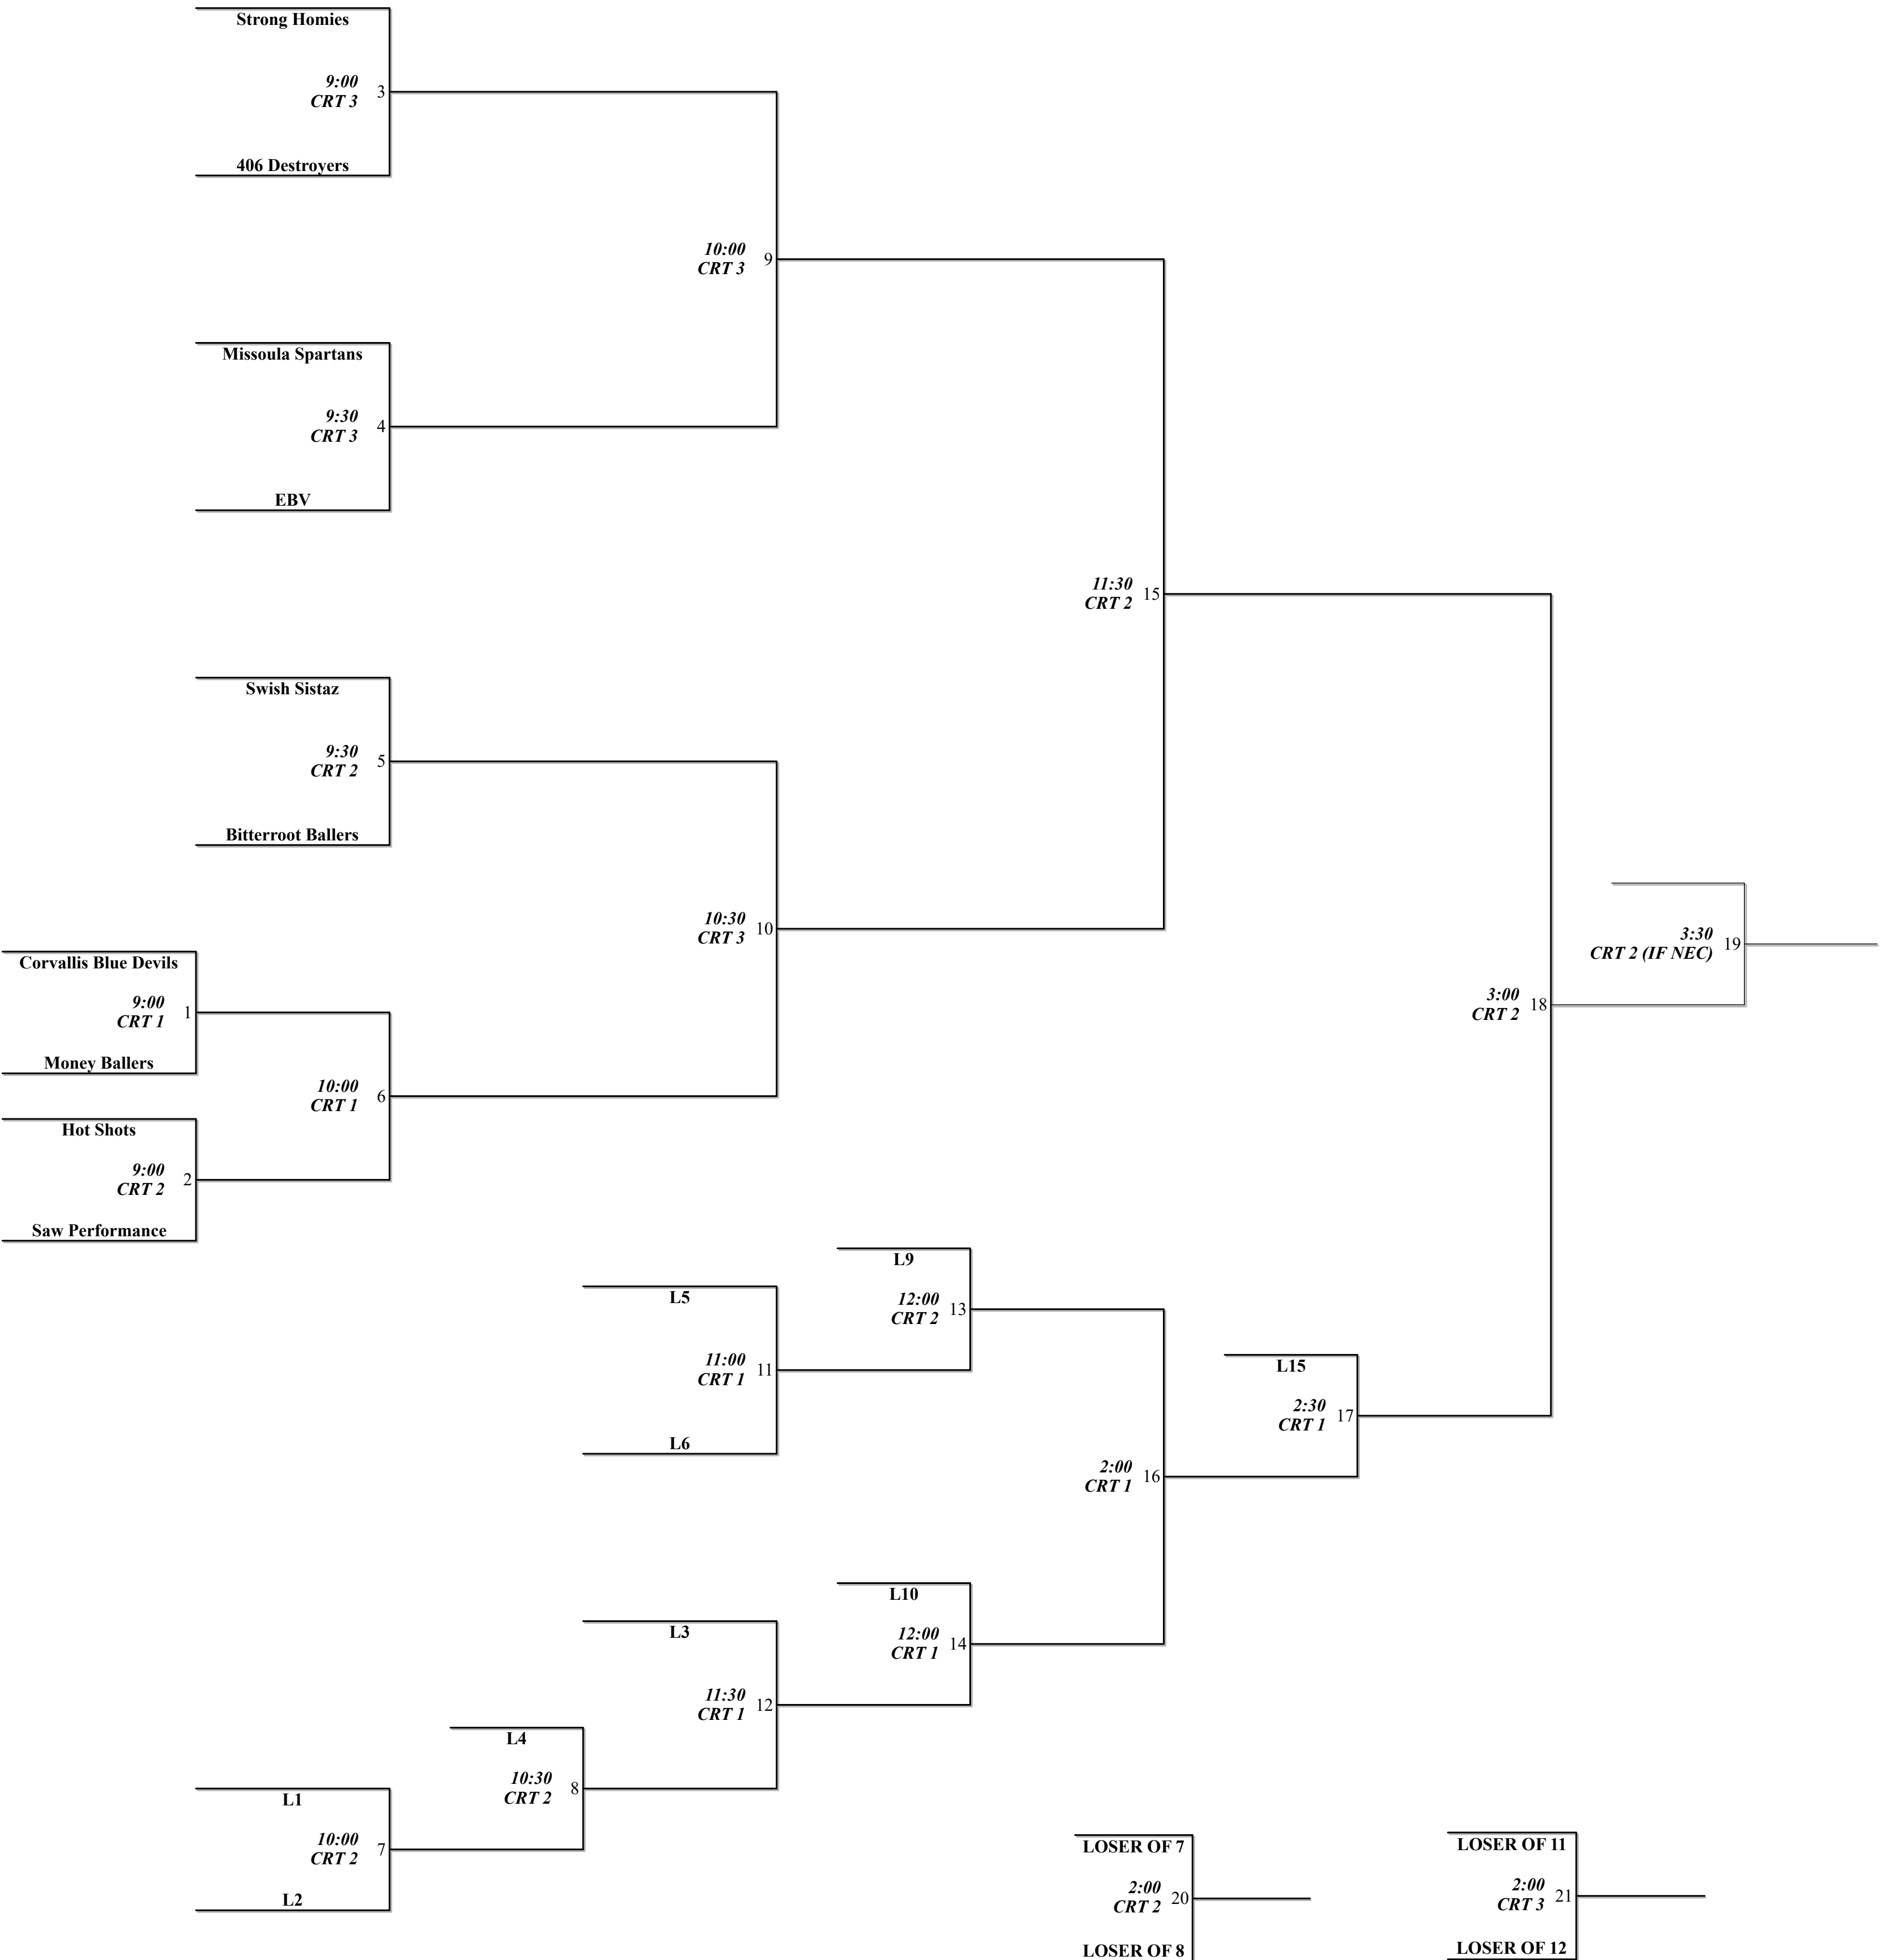 Strong Homies
9:00
CRT 3
3
406 Destroyers
10:00
CRT 3
9
Missoula Spartans
9:30
CRT 3
4
EBV
11:30
CRT 2
15
Swish Sistaz
9:30
CRT 2
5
Bitterroot Ballers
10:30
CRT 3
10
3:30
CRT 2 (IF NEC)
19
Corvallis Blue Devils
9:00
CRT 1
1
Money Ballers
3:00
CRT 2
18
10:00
CRT 1
6
Hot Shots
9:00
CRT 2
2
Saw Performance
L9
12:00
CRT 2
13
L5
11:00
CRT 1
11
L6
L15
2:30
CRT 1
17
2:00
CRT 1
16
L10
12:00
CRT 1
14
L3
11:30
CRT 1
12
L4
10:30
CRT 2
8
L1
10:00
CRT 2
7
L2
LOSER OF 7
2:00
CRT 2
20
LOSER OF 8
LOSER OF 11
2:00
CRT 3
21
LOSER OF 12